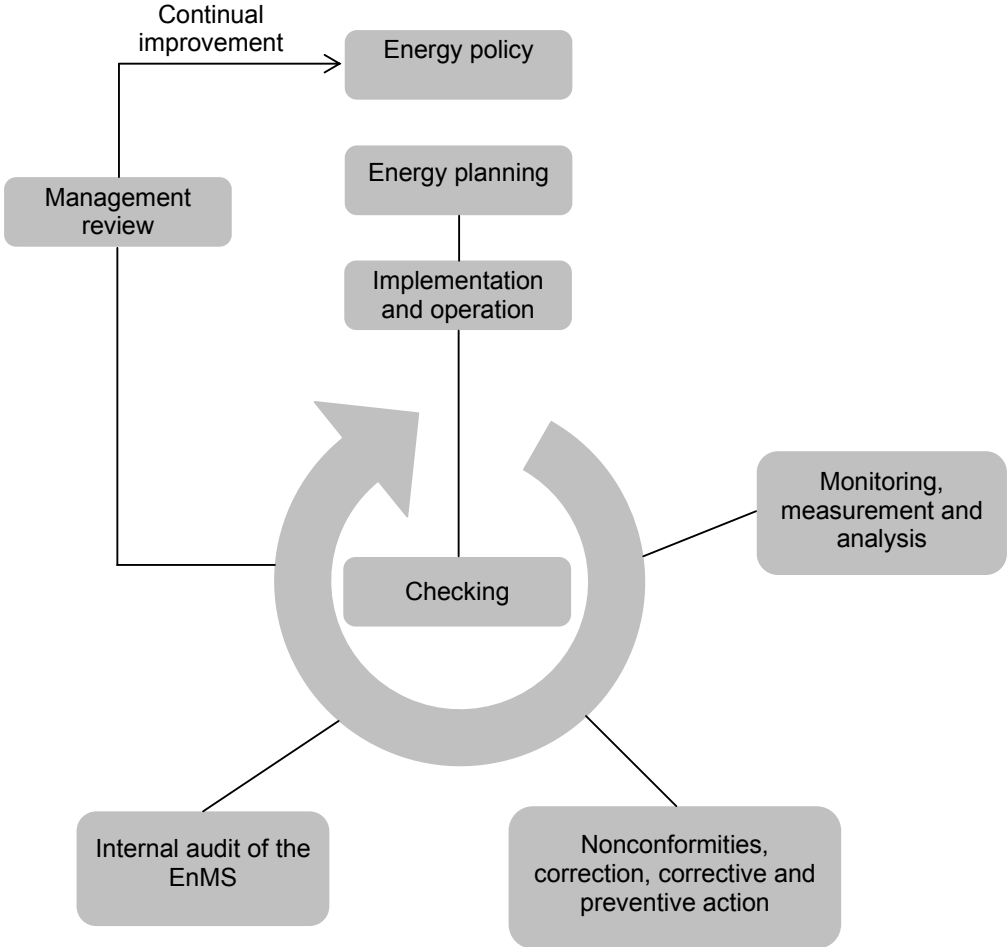 Continual
improvement
Energy policy
Energy planning
Management
review
Implementation
and operation
Monitoring,
measurement and
analysis
Checking
Internal audit of the
EnMS
Nonconformities,
correction, corrective and
preventive action